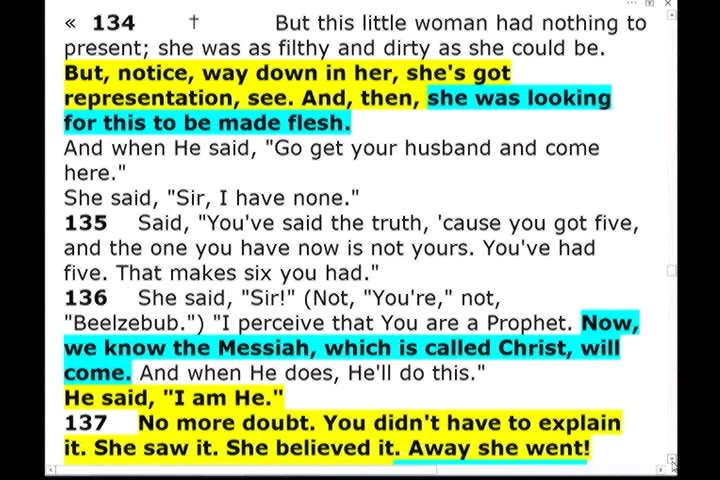 « 134 † But this little woman had nothing to
present; she was as filthy and dirty as she could be.
But, notice, way down in her, she's got
representation, see. And, then, she was looking
for this to be made flesh.
And when He said, "Go get your husband and come
here."
She said, "Sir, I have none."
135 Said, "You've said the truth, 'cause you got five,
and the one you have now is not yours. You've had
five. That makes six you had."
136 She said, "Sir!" (Not, "You're," not,
"Beelzebub.") "I perceive that You are a Prophet. Now,
we know the Messiah, which is called Christ, will
come. And when He does, He'll do this."
He said, "I am He."
137 No more doubt. You didn't have to explain
it. She saw it. She believed it. Away she went!